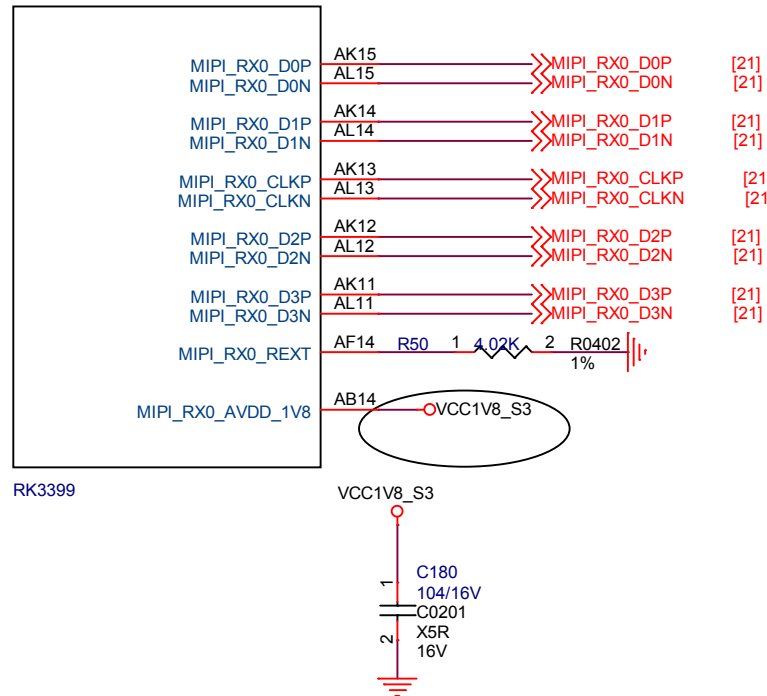 MIPI_RX0_D0P AK15 MIPI_RX0_D0P [21]
MIPI_RX0_D0N AL15 MIPI_RX0_D0N [21]
MIPI_RX0_D1P AK14 MIPI_RX0_D1P [21]
MIPI_RX0_D1N AL14 MIPI_RX0_D1N [21]
MIPI_RX0_CLKP AK13 MIPI_RX0_CLKP [21
MIPI_RX0_CLKN AL13 MIPI_RX0_CLKN [21
MIPI_RX0_D2P AK12 MIPI_RX0_D2P [21]
MIPI_RX0_D2N AL12 MIPI_RX0_D2N [21]
MIPI_RX0_D3P AK11 MIPI_RX0_D3P [21]
MIPI_RX0_D3N AL11 MIPI_RX0_D3N [21]
MIPI_RX0_REXT AF14 R50 1 4.02K 2 R0402
1%
MIPI_RX0_AVDD_1V8 AB14 VCC1V8_S3
RK3399
VCC1V8_S3
1 C180
104/16V
C0201
2 X5R
16V